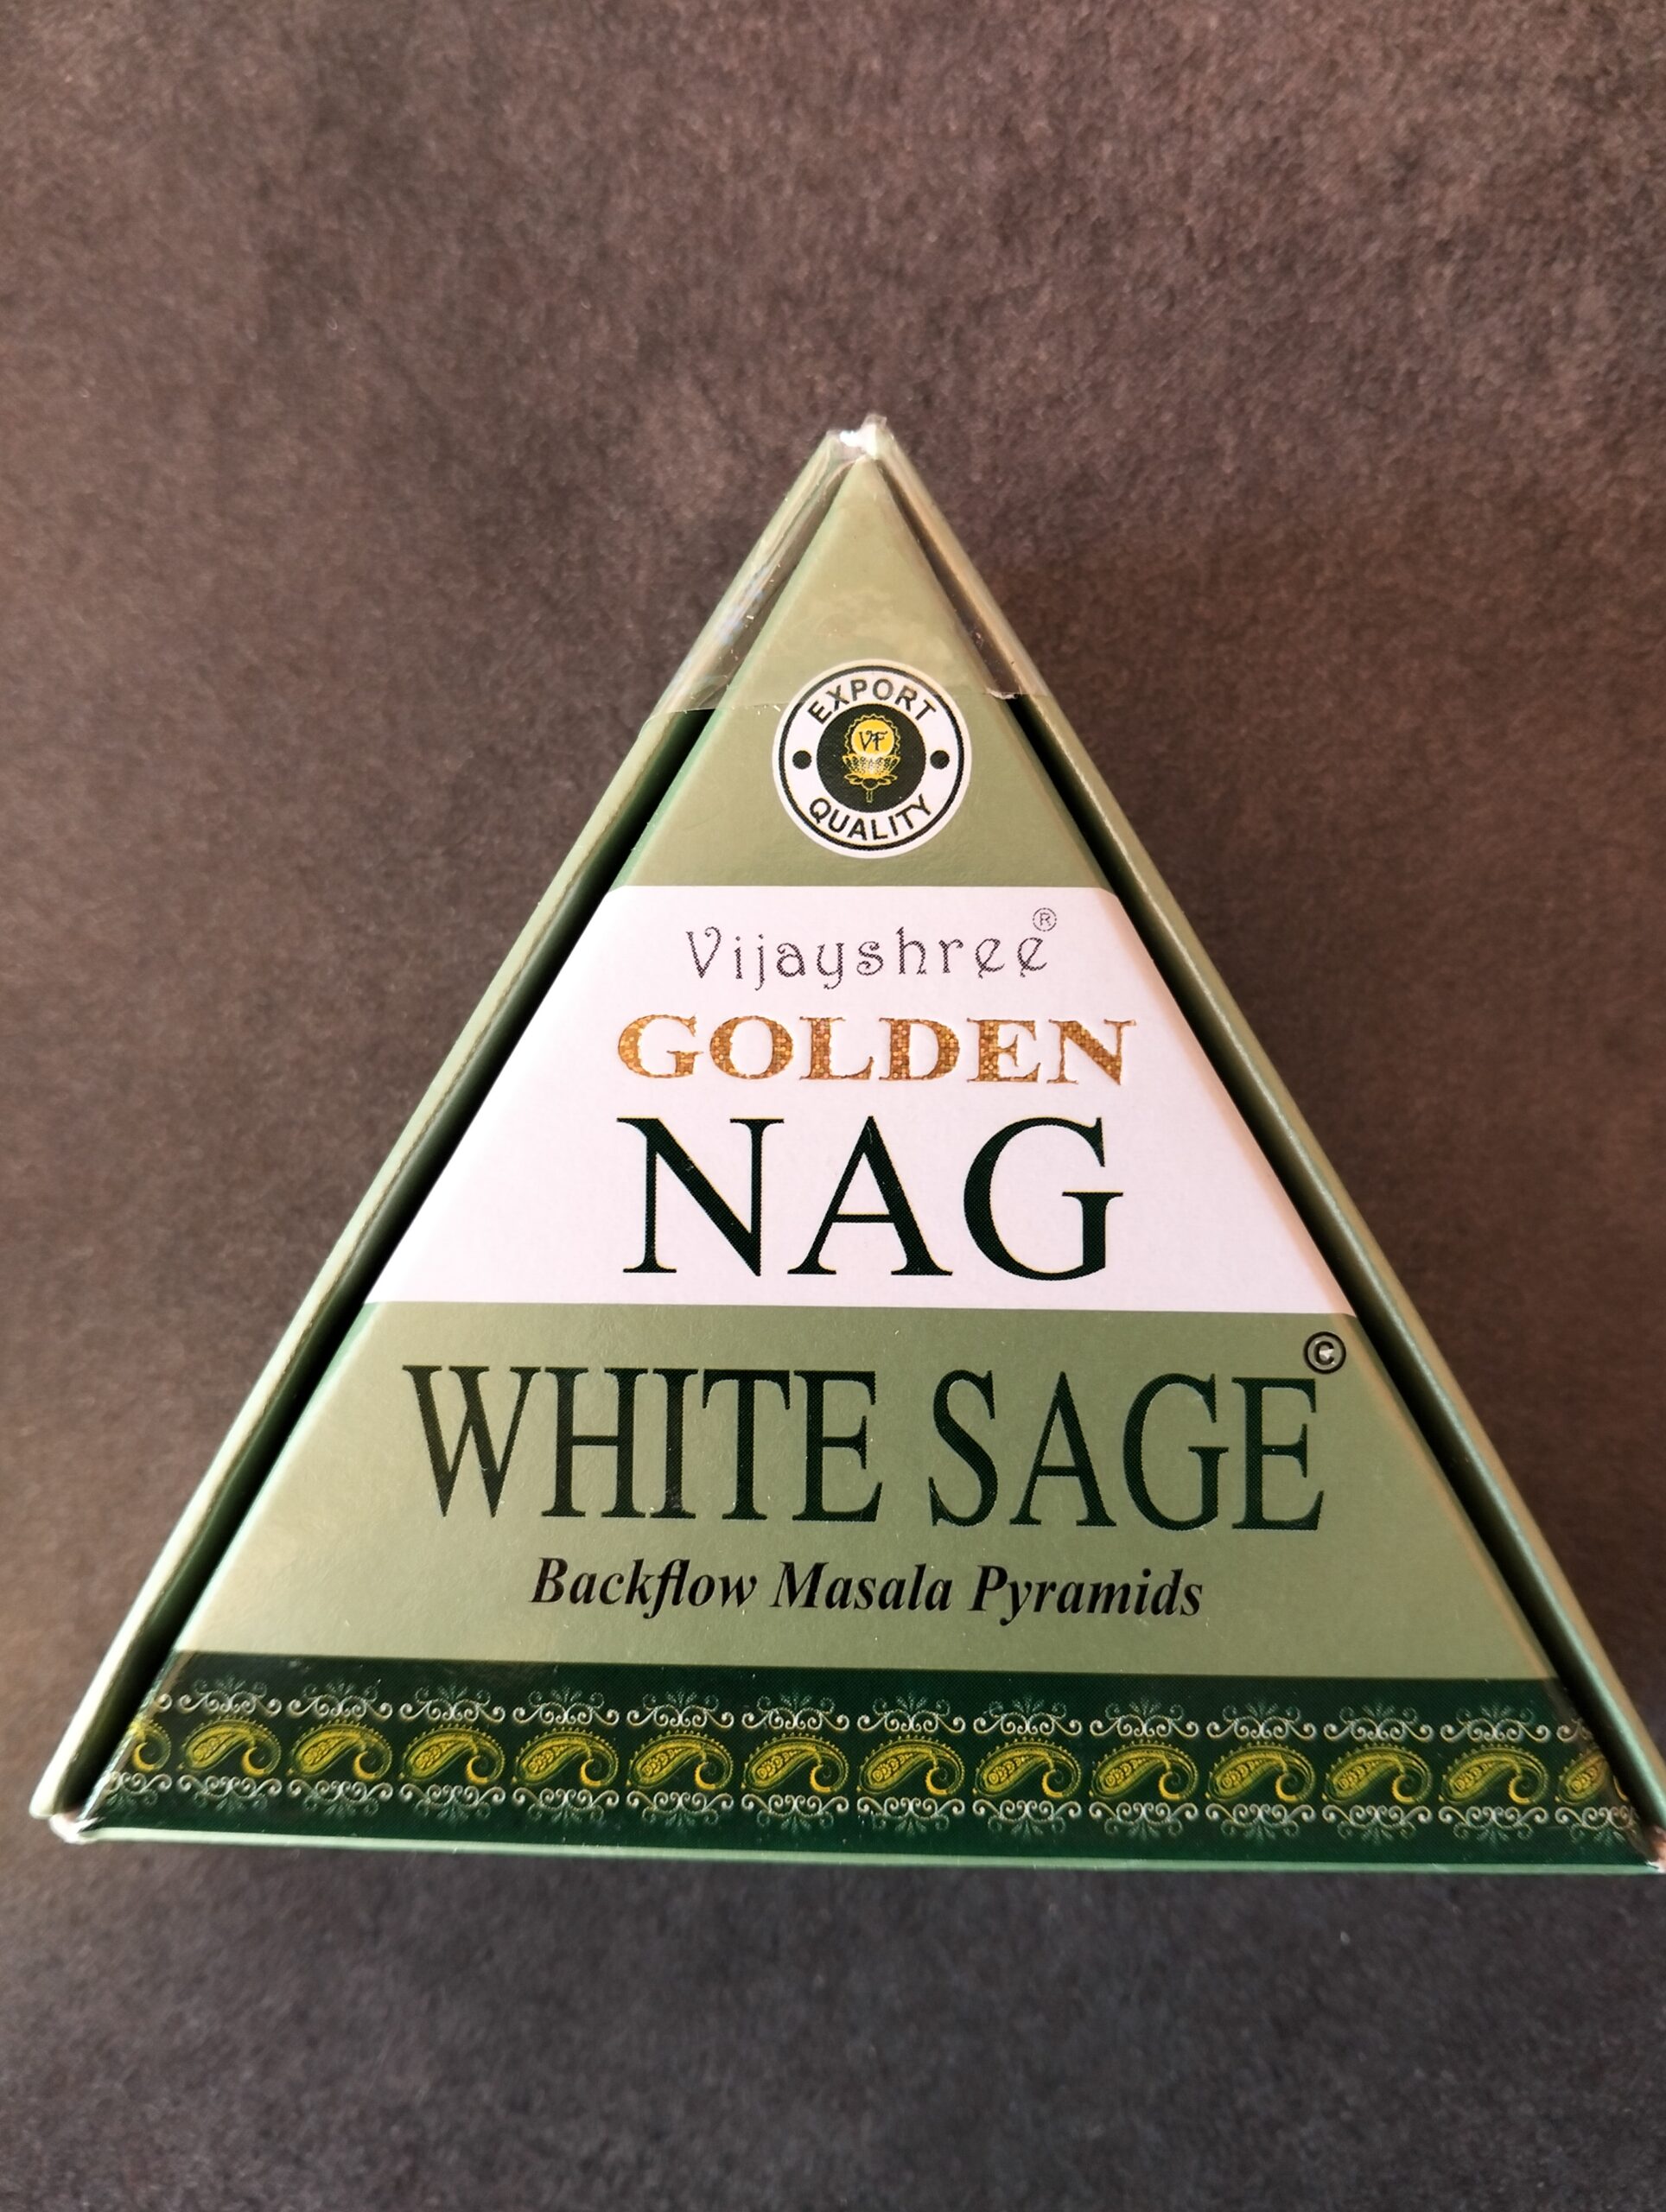 EXPORT
VF
QUALITY
Vijayshree®
GOLDEN
NAG
WHITE SAGE©
Backflow Masala Pyramids